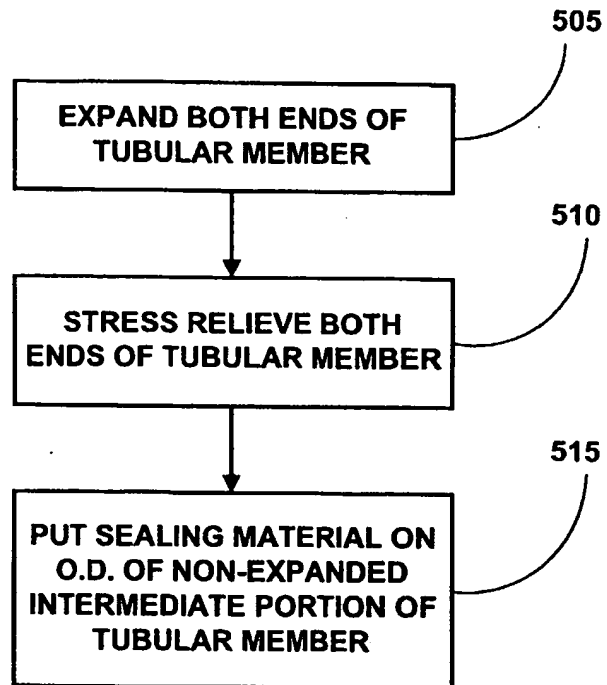 505
EXPAND BOTH ENDS OF
TUBULAR MEMBER
510
STRESS RELIEVE BOTH
ENDS OF TUBULAR MEMBER
515
PUT SEALING MATERIAL ON
O.D. OF NON-EXPANDED
INTERMEDIATE PORTION OF
TUBULAR MEMBER